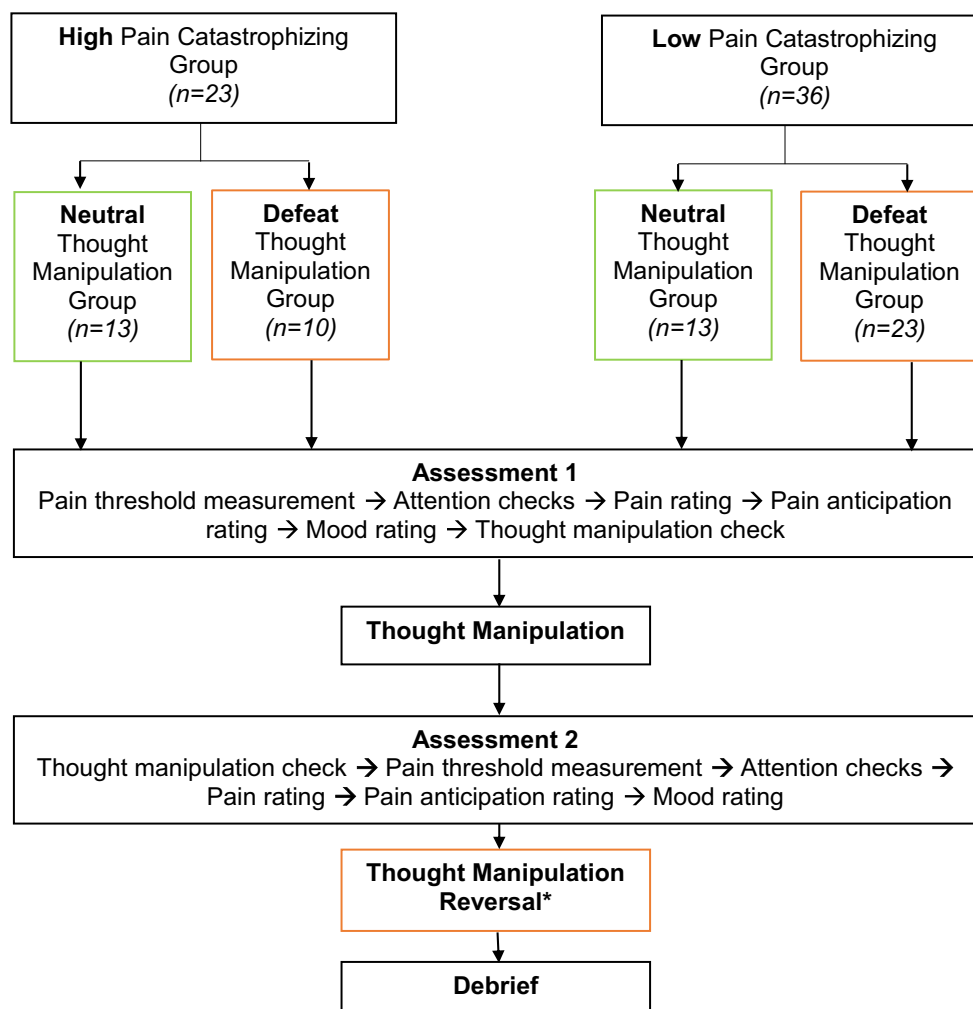 High Pain Catastrophizing
Group
(n=23)
Low Pain Catastrophizing
Group
(n=36)
Neutral
Thought
Manipulation
Group
(n=13)
Defeat
Thought
Manipulation
Group
(n=10)
Neutral
Thought
Manipulation
Group
(n=13)
Defeat
Thought
Manipulation
Group
(n=23)
Assessment 1
Pain threshold measurement → Attention checks → Pain rating → Pain anticipation
rating → Mood rating → Thought manipulation check
Thought Manipulation
Assessment 2
Thought manipulation check → Pain threshold measurement → Attention checks →
Pain rating → Pain anticipation rating → Mood rating
Thought Manipulation
Reversal*
Debrief